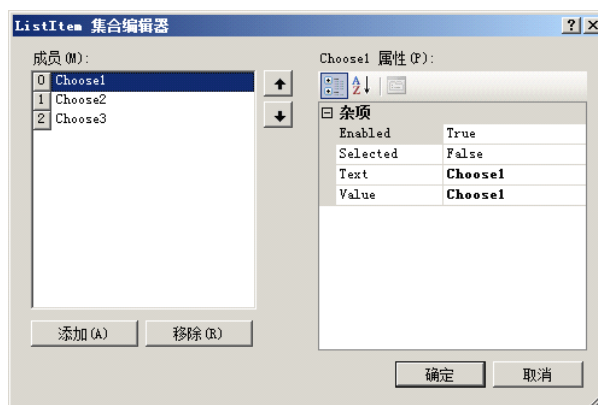 ListItem 集合编辑器
成员(M):
0 Choose1
1 Choose2
2 Choose3
添加(A)
移除(R)
Choose1 属性(P):
杂项
Enabled True
Selected False
Text Choose1
Value Choose1
确定
取消